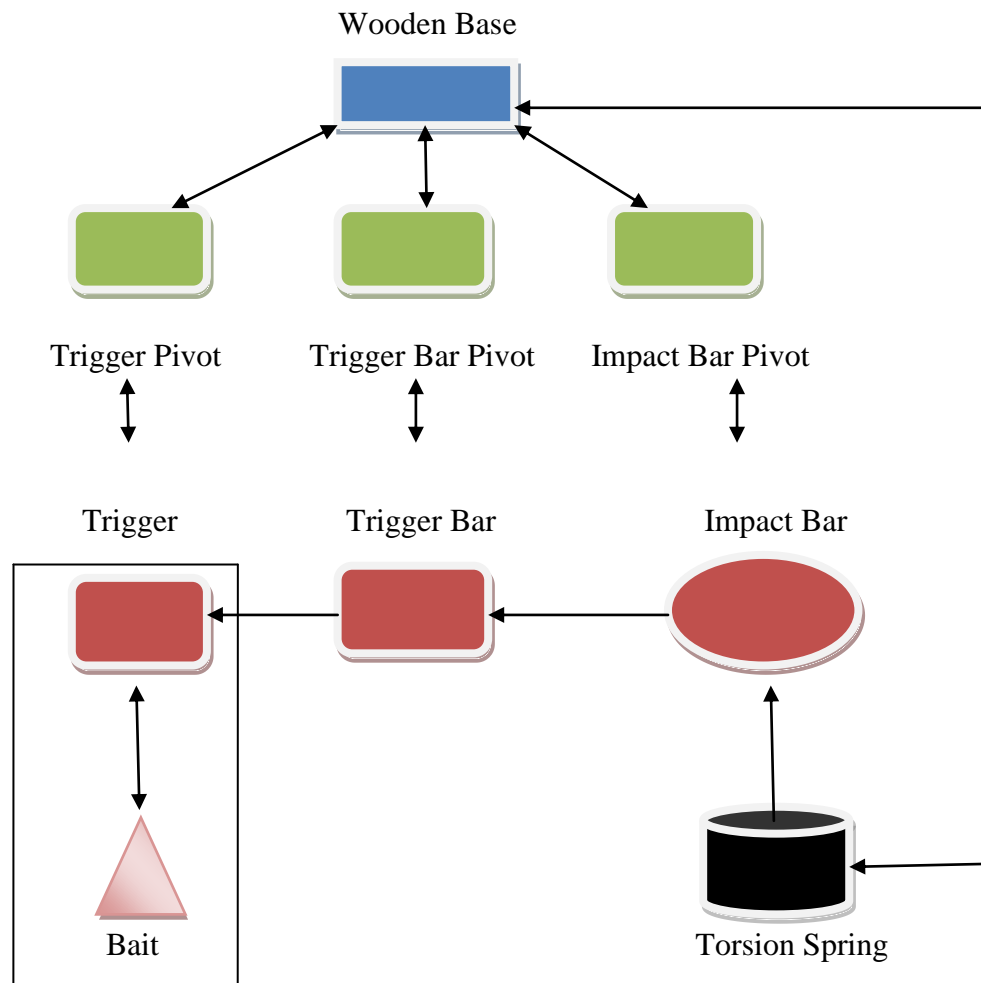 Wooden Base
Trigger Pivot
Trigger Bar Pivot
Impact Bar Pivot
Trigger
Trigger Bar
Impact Bar
Bait
Torsion Spring